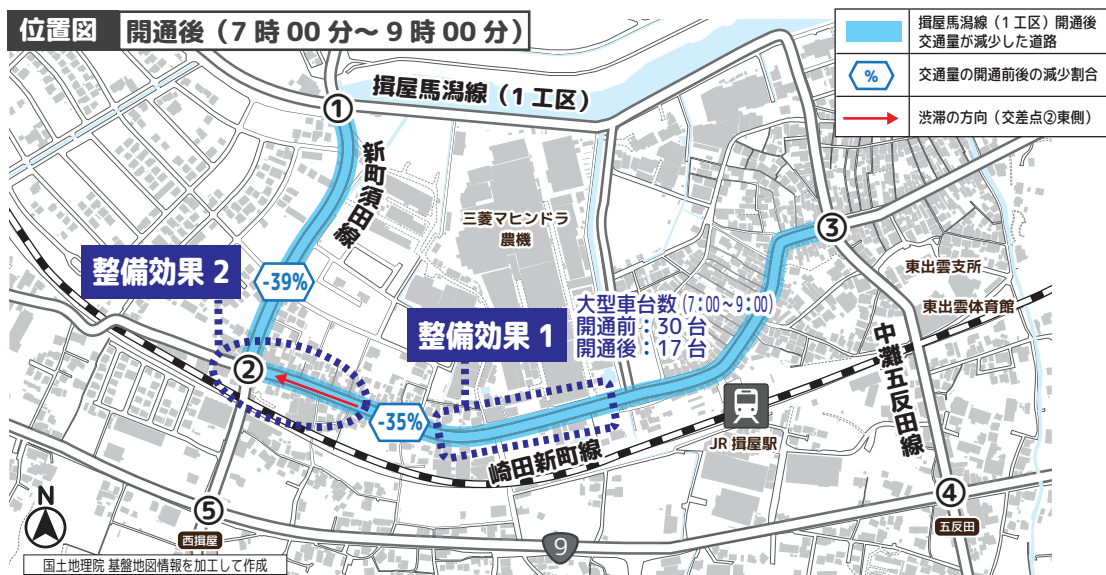 位置図
開通後（7時00分～9時00分）
揖屋馬潟線（1工区）開通後
交通量が減少した道路
%
交通量の開通前後の減少割合
渋滞の方向（交差点②東側）
①
揖屋馬潟線（1工区）
新町須田線
三菱マヒンドラ
農機
③
整備効果2
-39%
東出雲支所
東出雲体育館
大型車台数（7:00～9:00）
開通前：30台
開通後：17台
整備効果1
中灘五反田線
②
-35%
JR揖屋駅
崎田新町線
N
⑤
西揖屋
④
五反田
9
国土地理院 基盤地図情報を加工して作成